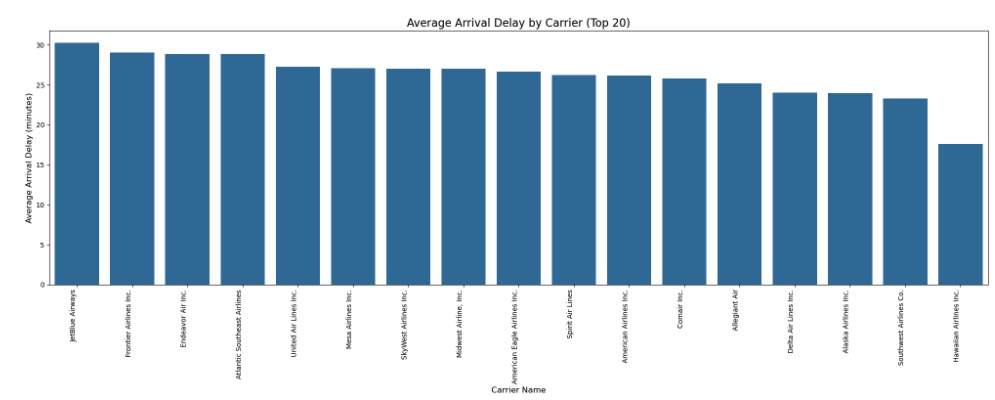 Average Arrival Delay by Carrier (Top 20)
Average Arrival Delay (minutes)
30
25
20
15
10
5
0
JetBlue Airways
Frontier Airlines Inc.
Endeavor Air Inc.
Atlantic Southeast Airlines
United Air Lines Inc.
Mesa Airlines Inc.
SkyWest Airlines Inc.
Midwest Airline, Inc.
American Eagle Airlines Inc.
Spirit Air Lines
American Airlines Inc.
Comair Inc.
Allegiant Air
Delta Air Lines Inc.
Alaska Airlines Inc.
Southwest Airlines Co.
Hawaiian Airlines Inc.
Carrier Name